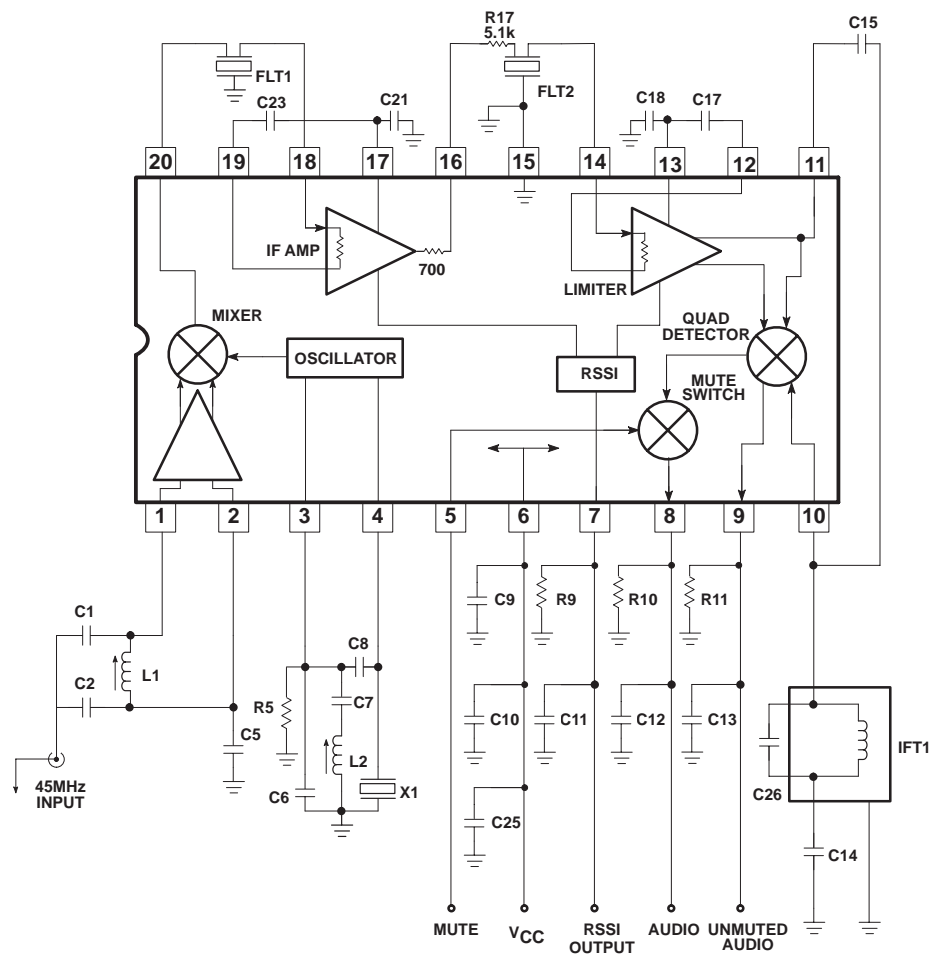 R17
5.1k
C15
FLT1
FLT2
C23
C21
C18
C17
20
19
18
17
16
15
14
13
12
11
IF AMP
700
LIMITER
MIXER
OSCILLATOR
RSSI
QUAD
DETECTOR
MUTE
SWITCH
1
2
3
4
5
6
7
8
9
10
C1
C2
L1
C5
45MHz
INPUT
R5
C8
C7
L2
C6
X1
C9
R9
R10
R11
C10
C11
C12
C13
C25
IFT1
C26
C14
MUTE
VCC
RSSI
OUTPUT
AUDIO
UNMUTED
AUDIO